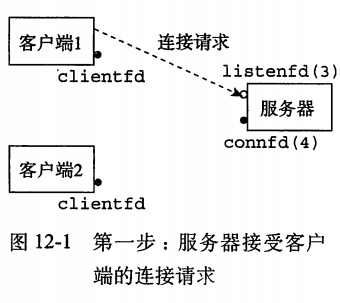 客户端1
连接请求
clientfd
listenfd(3)
服务器
connfd(4)
客户端2
clientfd
图 12-1 第一步：服务器接受客户
端的连接请求